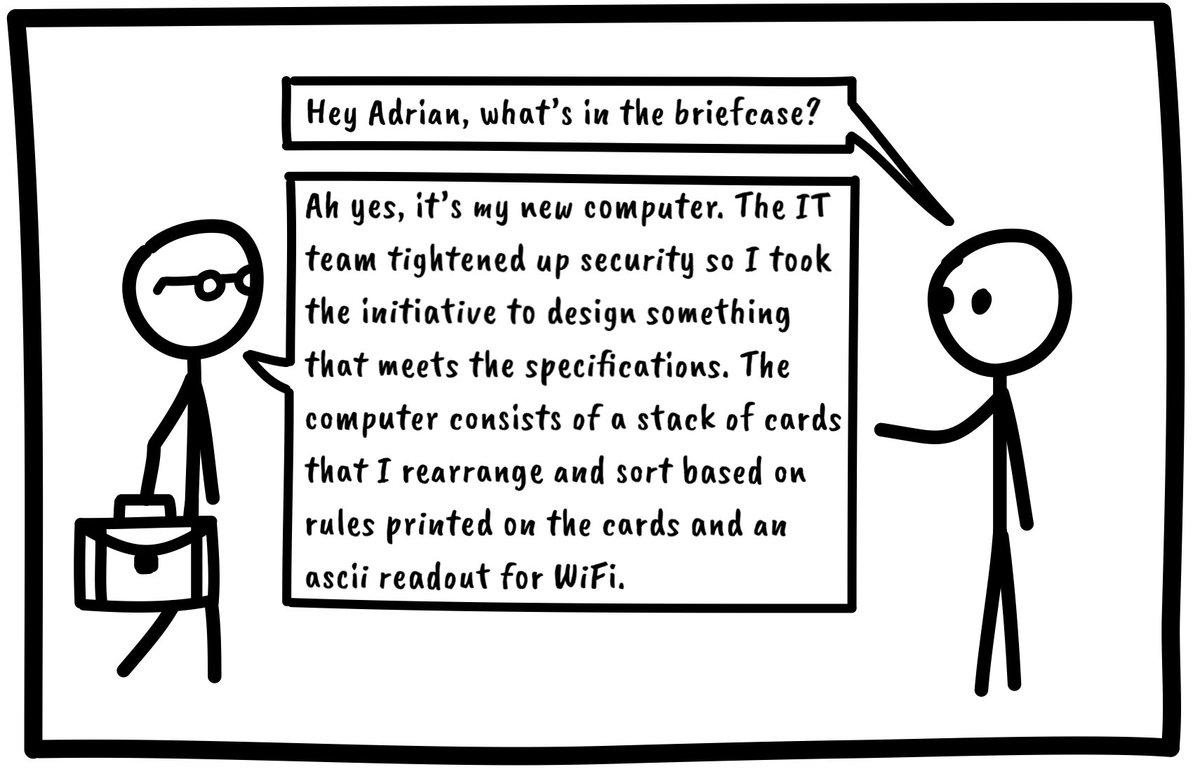 Hey Adrian, what's in the briefcase?
Ah yes, it's my new computer. The IT
team tightened up security so I took
the initiative to design something
that meets the specifications. The
computer consists of a stack of cards
that I rearrange and sort based on
rules printed on the cards and an
ascii readout for WiFi.